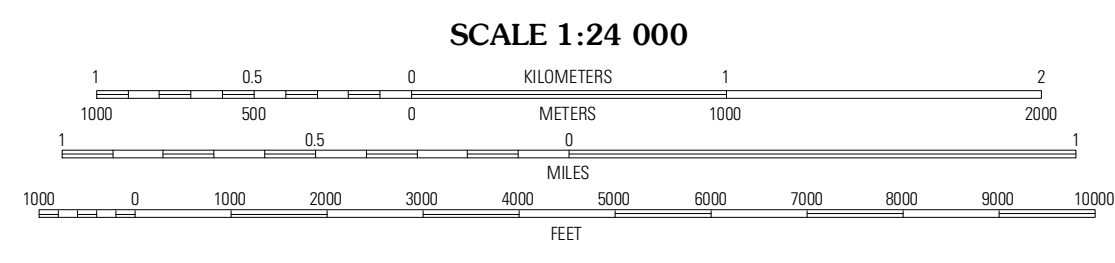 SCALE 1:24 000
1 0.5 0 KILOMETERS 1 2
1000 500 0 METERS 1000 2000
1 0.5 0 1
MILES
1000 0 1000 2000 3000 4000 5000 6000 7000 8000 9000 10000
FEET